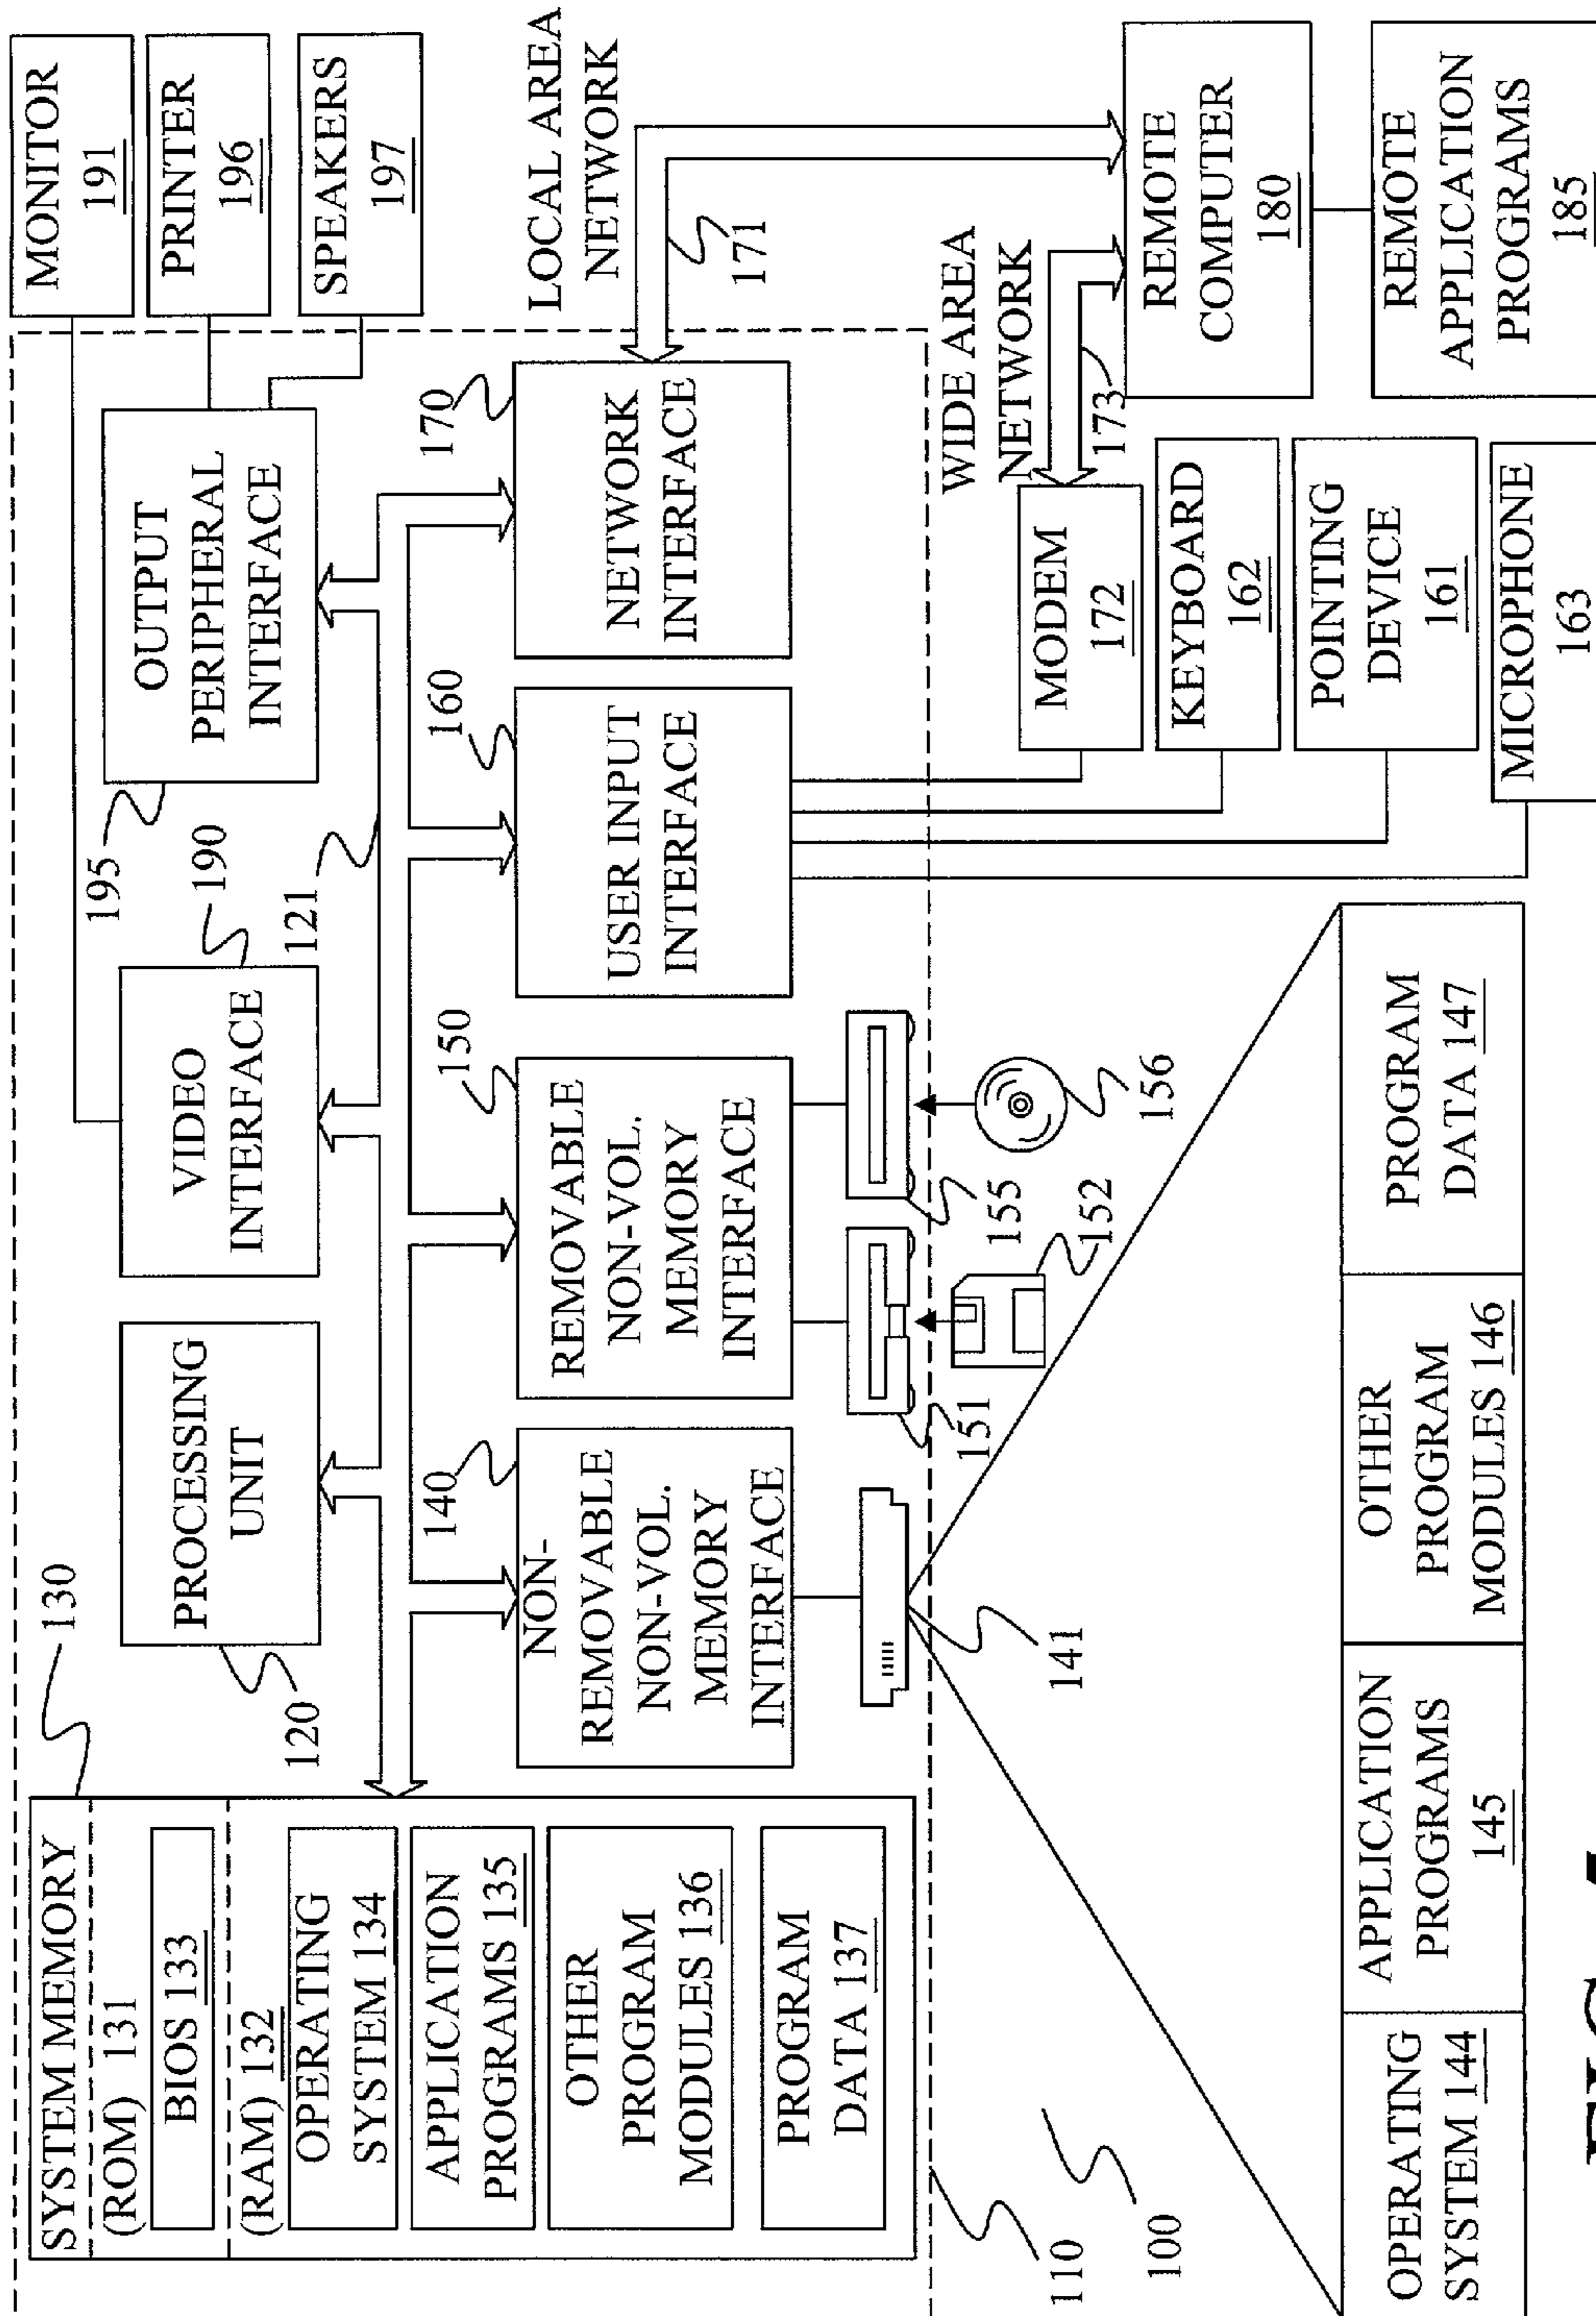 SYSTEM MEMORY
(ROM) 131
BIOS 133
(RAM) 132
OPERATING
SYSTEM 134
APPLICATION
PROGRAMS 135
OTHER
PROGRAM
MODULES 136
PROGRAM
DATA 137
130
120
PROCESSING
UNIT
VIDEO
INTERFACE
190
121
195
OUTPUT
PERIPHERAL
INTERFACE
MONITOR
191
PRINTER
196
SPEAKERS
197
140
NON-
REMOVABLE
NON-VOL.
MEMORY
INTERFACE
150
REMOVABLE
NON-VOL.
MEMORY
INTERFACE
160
USER INPUT
INTERFACE
170
NETWORK
INTERFACE
LOCAL AREA
NETWORK
171
141
151
152
155
156
WIDE AREA
NETWORK
173
MODEM
172
KEYBOARD
162
POINTING
DEVICE
161
MICROPHONE
163
REMOTE
COMPUTER
180
REMOTE
APPLICATION
PROGRAMS
185
110
100
OPERATING
SYSTEM 144
APPLICATION
PROGRAMS
145
OTHER
PROGRAM
MODULES 146
PROGRAM
DATA 147